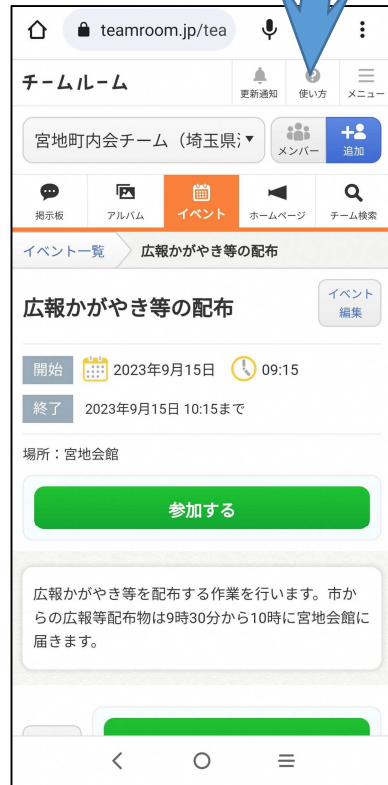 teamroom.jp/tea
チームルーム
更新通知
使い方
メニュー
宮地町内会チーム（埼玉県
メンバー
追加
掲示板
アルバム
イベント
ホームページ
チーム検索
イベント一覧
広報かがやき等の配布
広報かがやき等の配布
イベント
編集
開始 2023年9月15日 09:15
終了 2023年9月15日 10:15まで
場所：宮地会館
参加する
広報かがやき等を配布する作業を行います。市か
らの広報等配布物は9時30分から10時に宮地会館に
届きます。